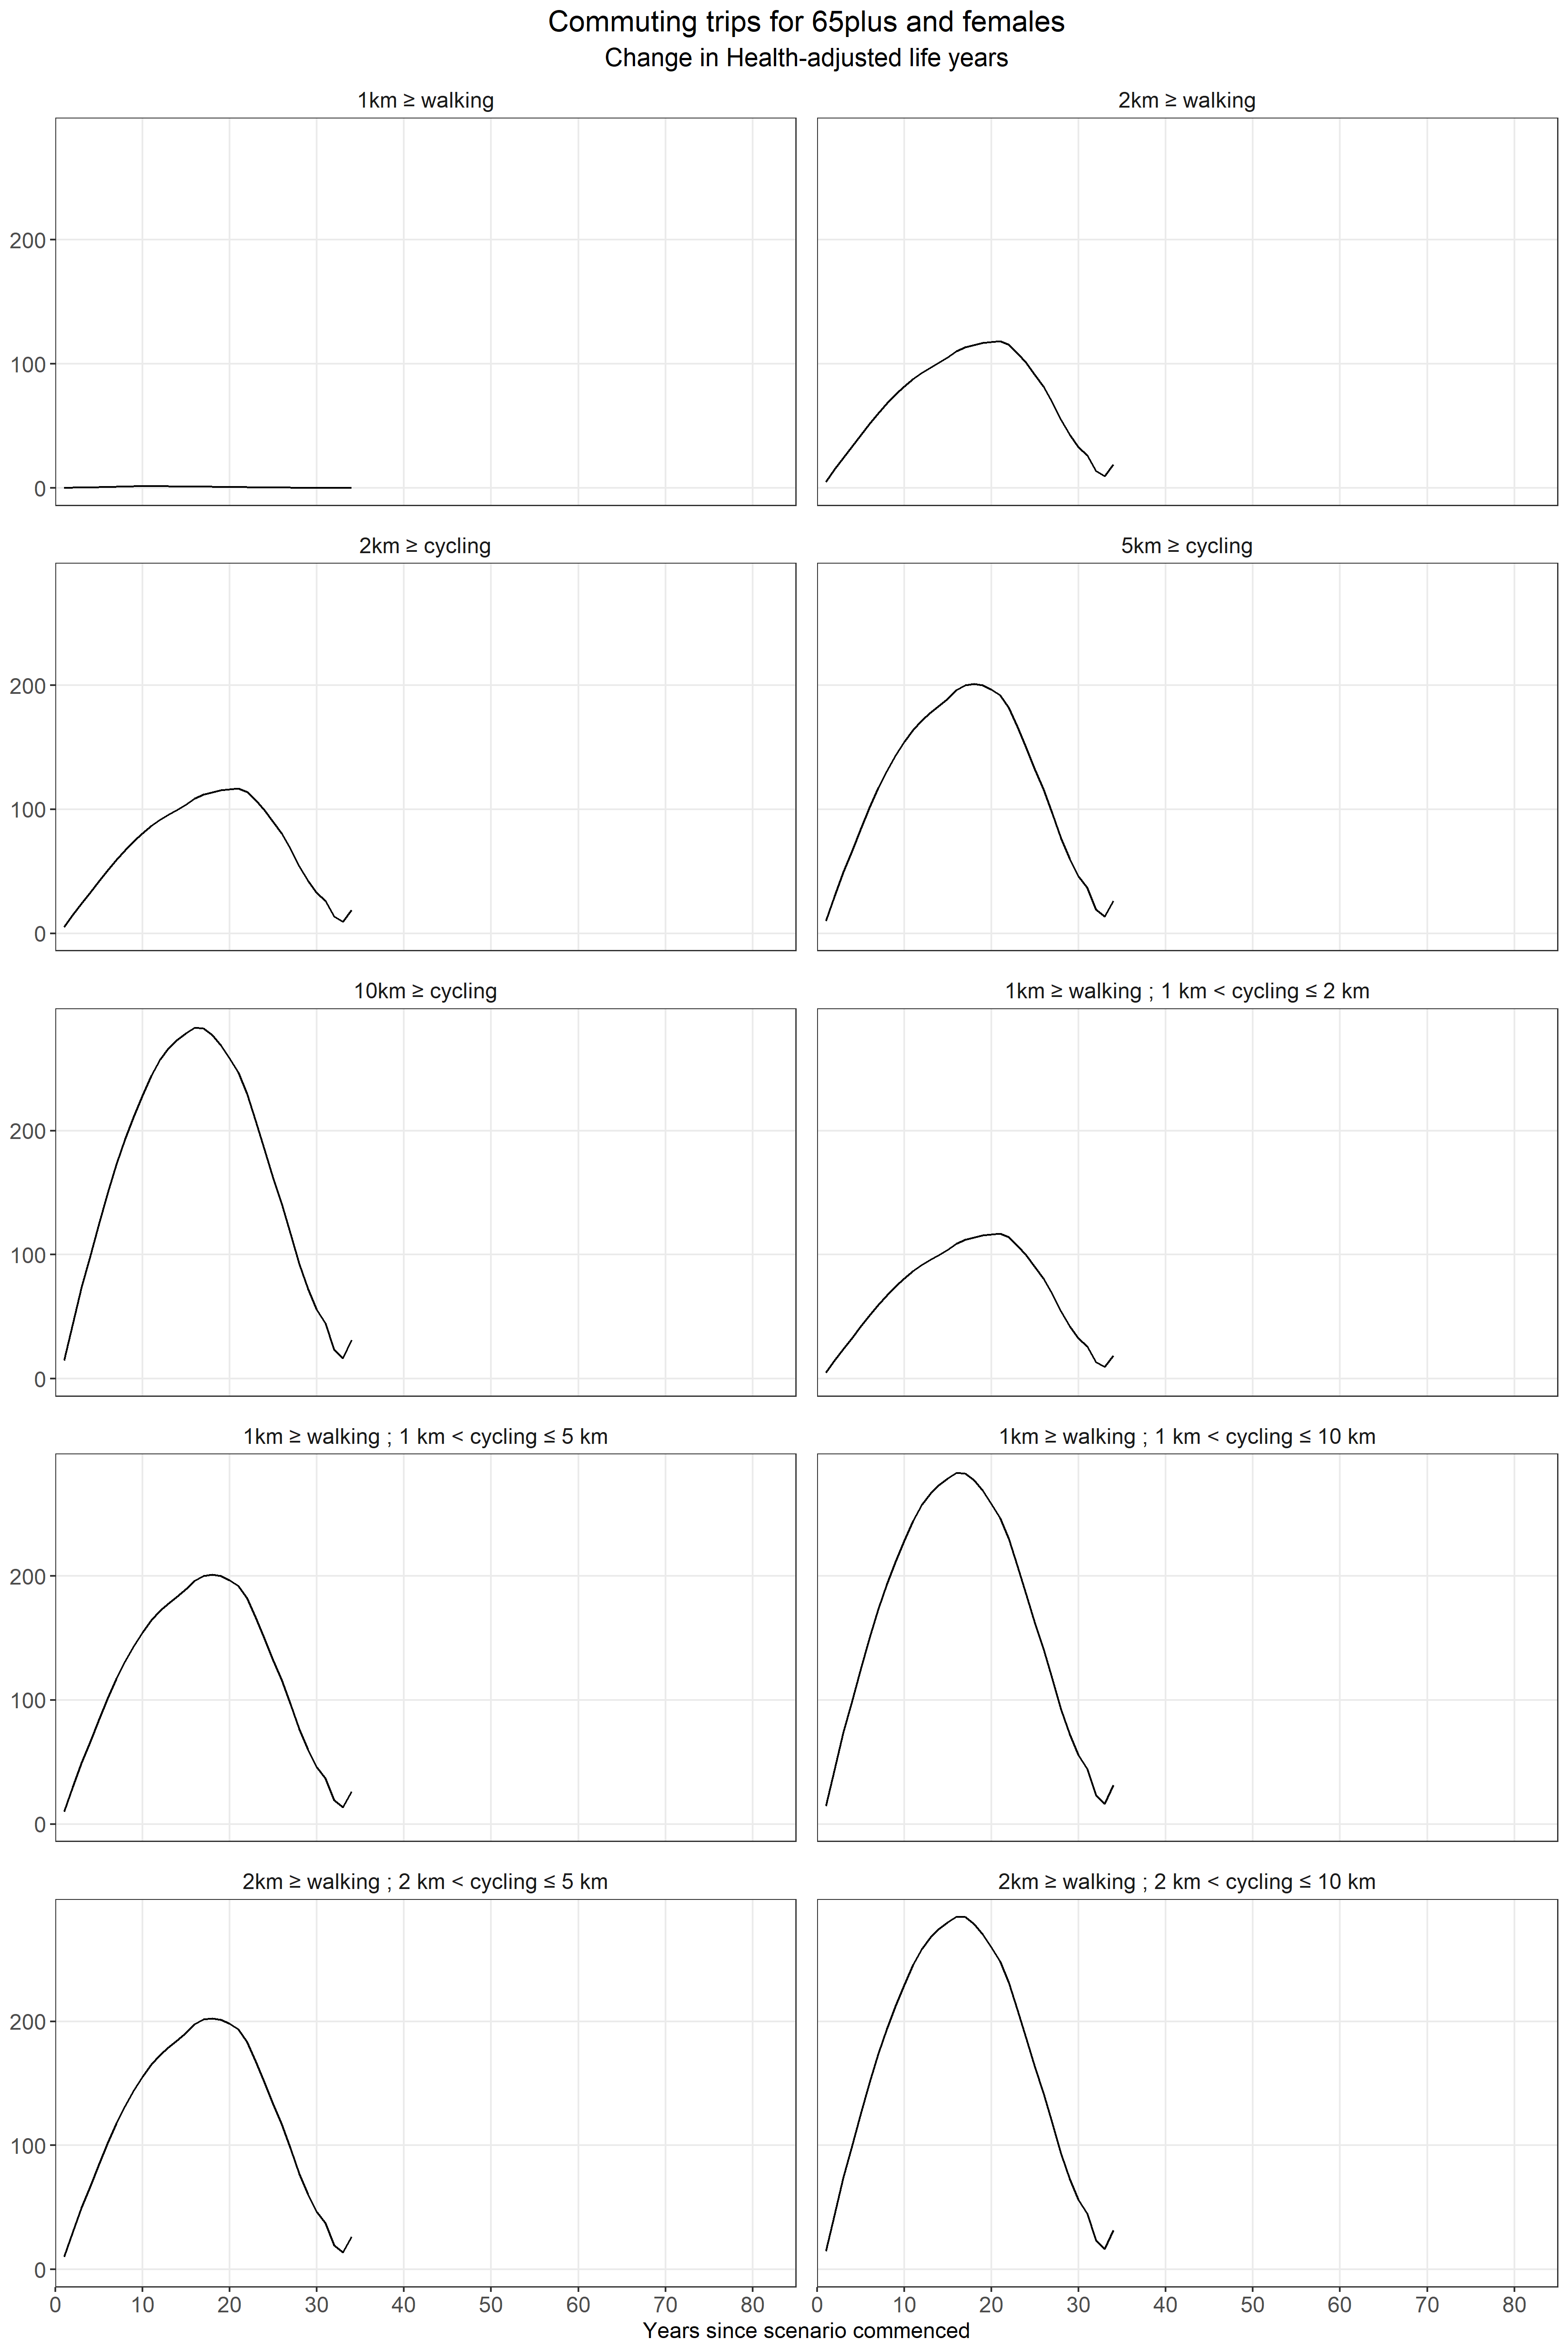 Commuting trips for 65plus and females
Change in Health-adjusted life years
1km ≥ walking
2km ≥ walking
200
100
0
2km ≥ cycling
5km ≥ cycling
200
100
0
10km ≥ cycling
1km ≥ walking ; 1 km < cycling ≤ 2 km
200
100
0
1km ≥ walking ; 1 km < cycling ≤ 5 km
1km ≥ walking ; 1 km < cycling ≤ 10 km
200
100
0
2km ≥ walking ; 2 km < cycling ≤ 5 km
2km ≥ walking ; 2 km < cycling ≤ 10 km
200
100
0
0 10 20 30 40 50 60 70 80
0 10 20 30 40 50 60 70 80
Years since scenario commenced